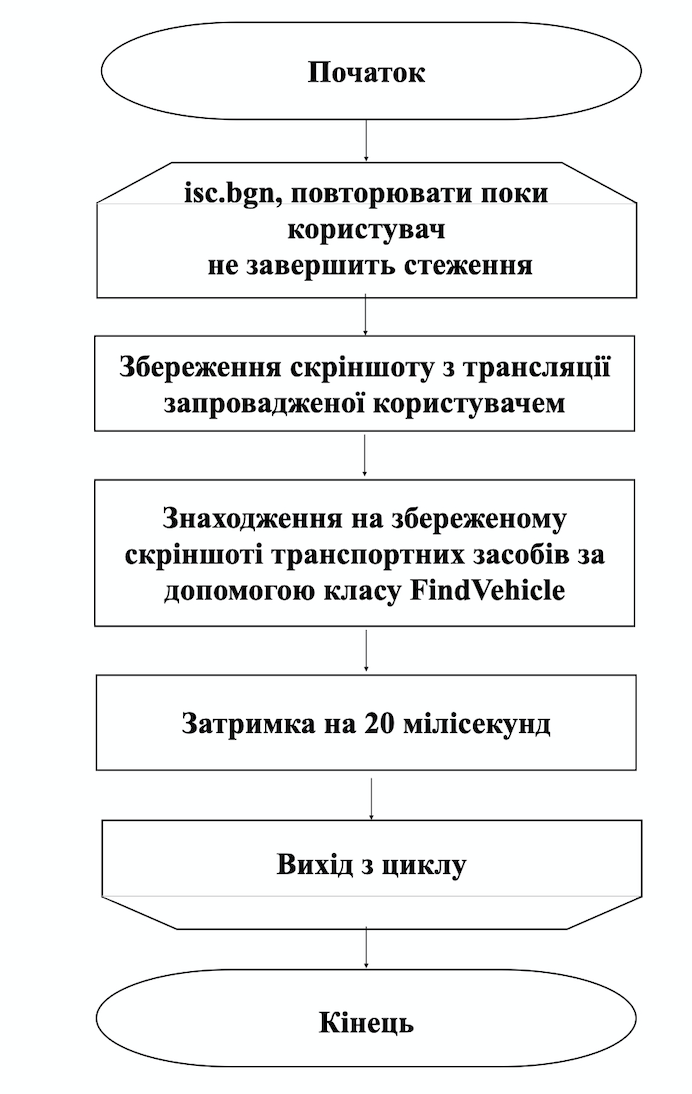 Початок
isc.bgn, повторювати поки
користувач
не завершить стеження
Збереження скріншоту з трансляції
запровадженої користувачем
Знаходження на збереженому
скріншоті транспортних засобів за
допомогою класу FindVehicle
Затримка на 20 мілісекунд
Вихід з циклу
Кінець